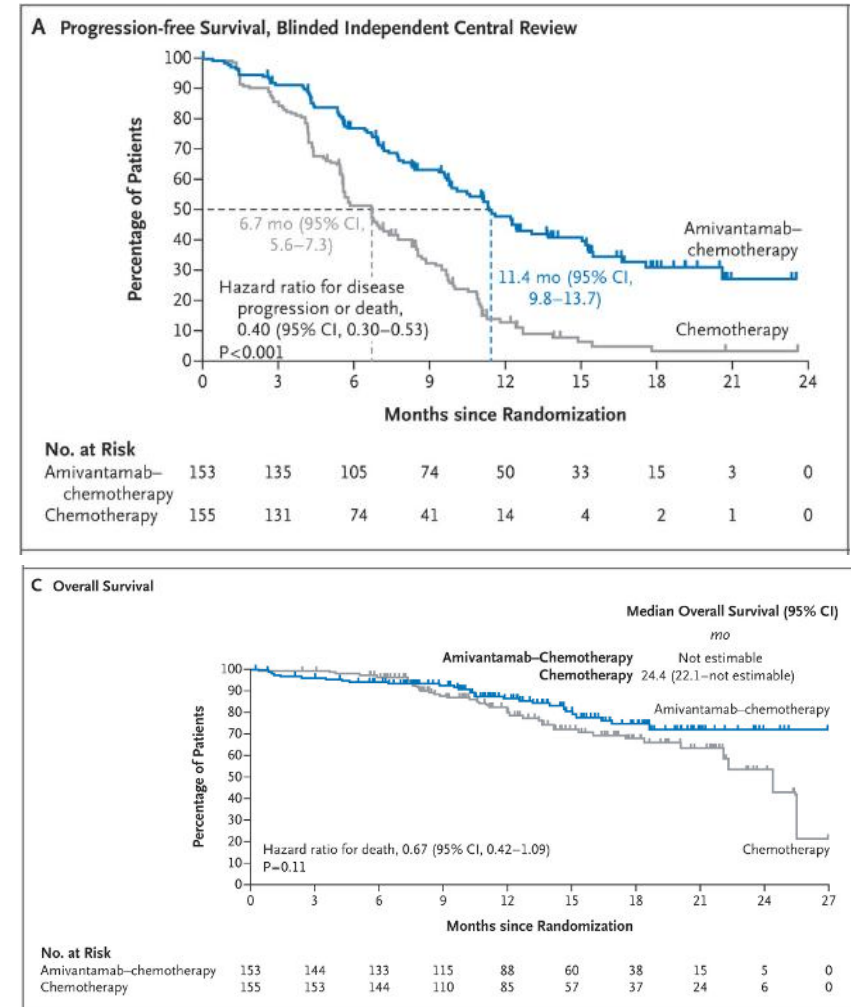 A Progression-free Survival, Blinded Independent Central Review
Percentage of Patients
100
90
80
70
60
50
40
30
20
10
0
6.7 mo (95% CI,
5.6–7.3)
Hazard ratio for disease
progression or death,
0.40 (95% CI, 0.30–0.53)
P<0.001
11.4 mo (95% CI,
9.8–13.7)
Amivantamab–
chemotherapy
Chemotherapy
0 3 6 9 12 15 18 21 24
Months since Randomization
No. at Risk
Amivantamab– 153 135 105 74 50 33 15 3 0
chemotherapy
Chemotherapy 155 131 74 41 14 4 2 1 0
C Overall Survival
Median Overall Survival (95% CI)
mo
Amivantamab–Chemotherapy Not estimable
Chemotherapy 24.4 (22.1–not estimable)
Percentage of Patients
100
90
80
70
60
50
40
30
20
10
0
Amivantamab–chemotherapy
Hazard ratio for death, 0.67 (95% CI, 0.42–1.09)
P=0.11
Chemotherapy
0 3 6 9 12 15 18 21 24 27
Months since Randomization
No. at Risk
Amivantamab–chemotherapy 153 144 133 115 88 60 38 15 5 0
Chemotherapy 155 153 144 110 85 57 37 24 6 0